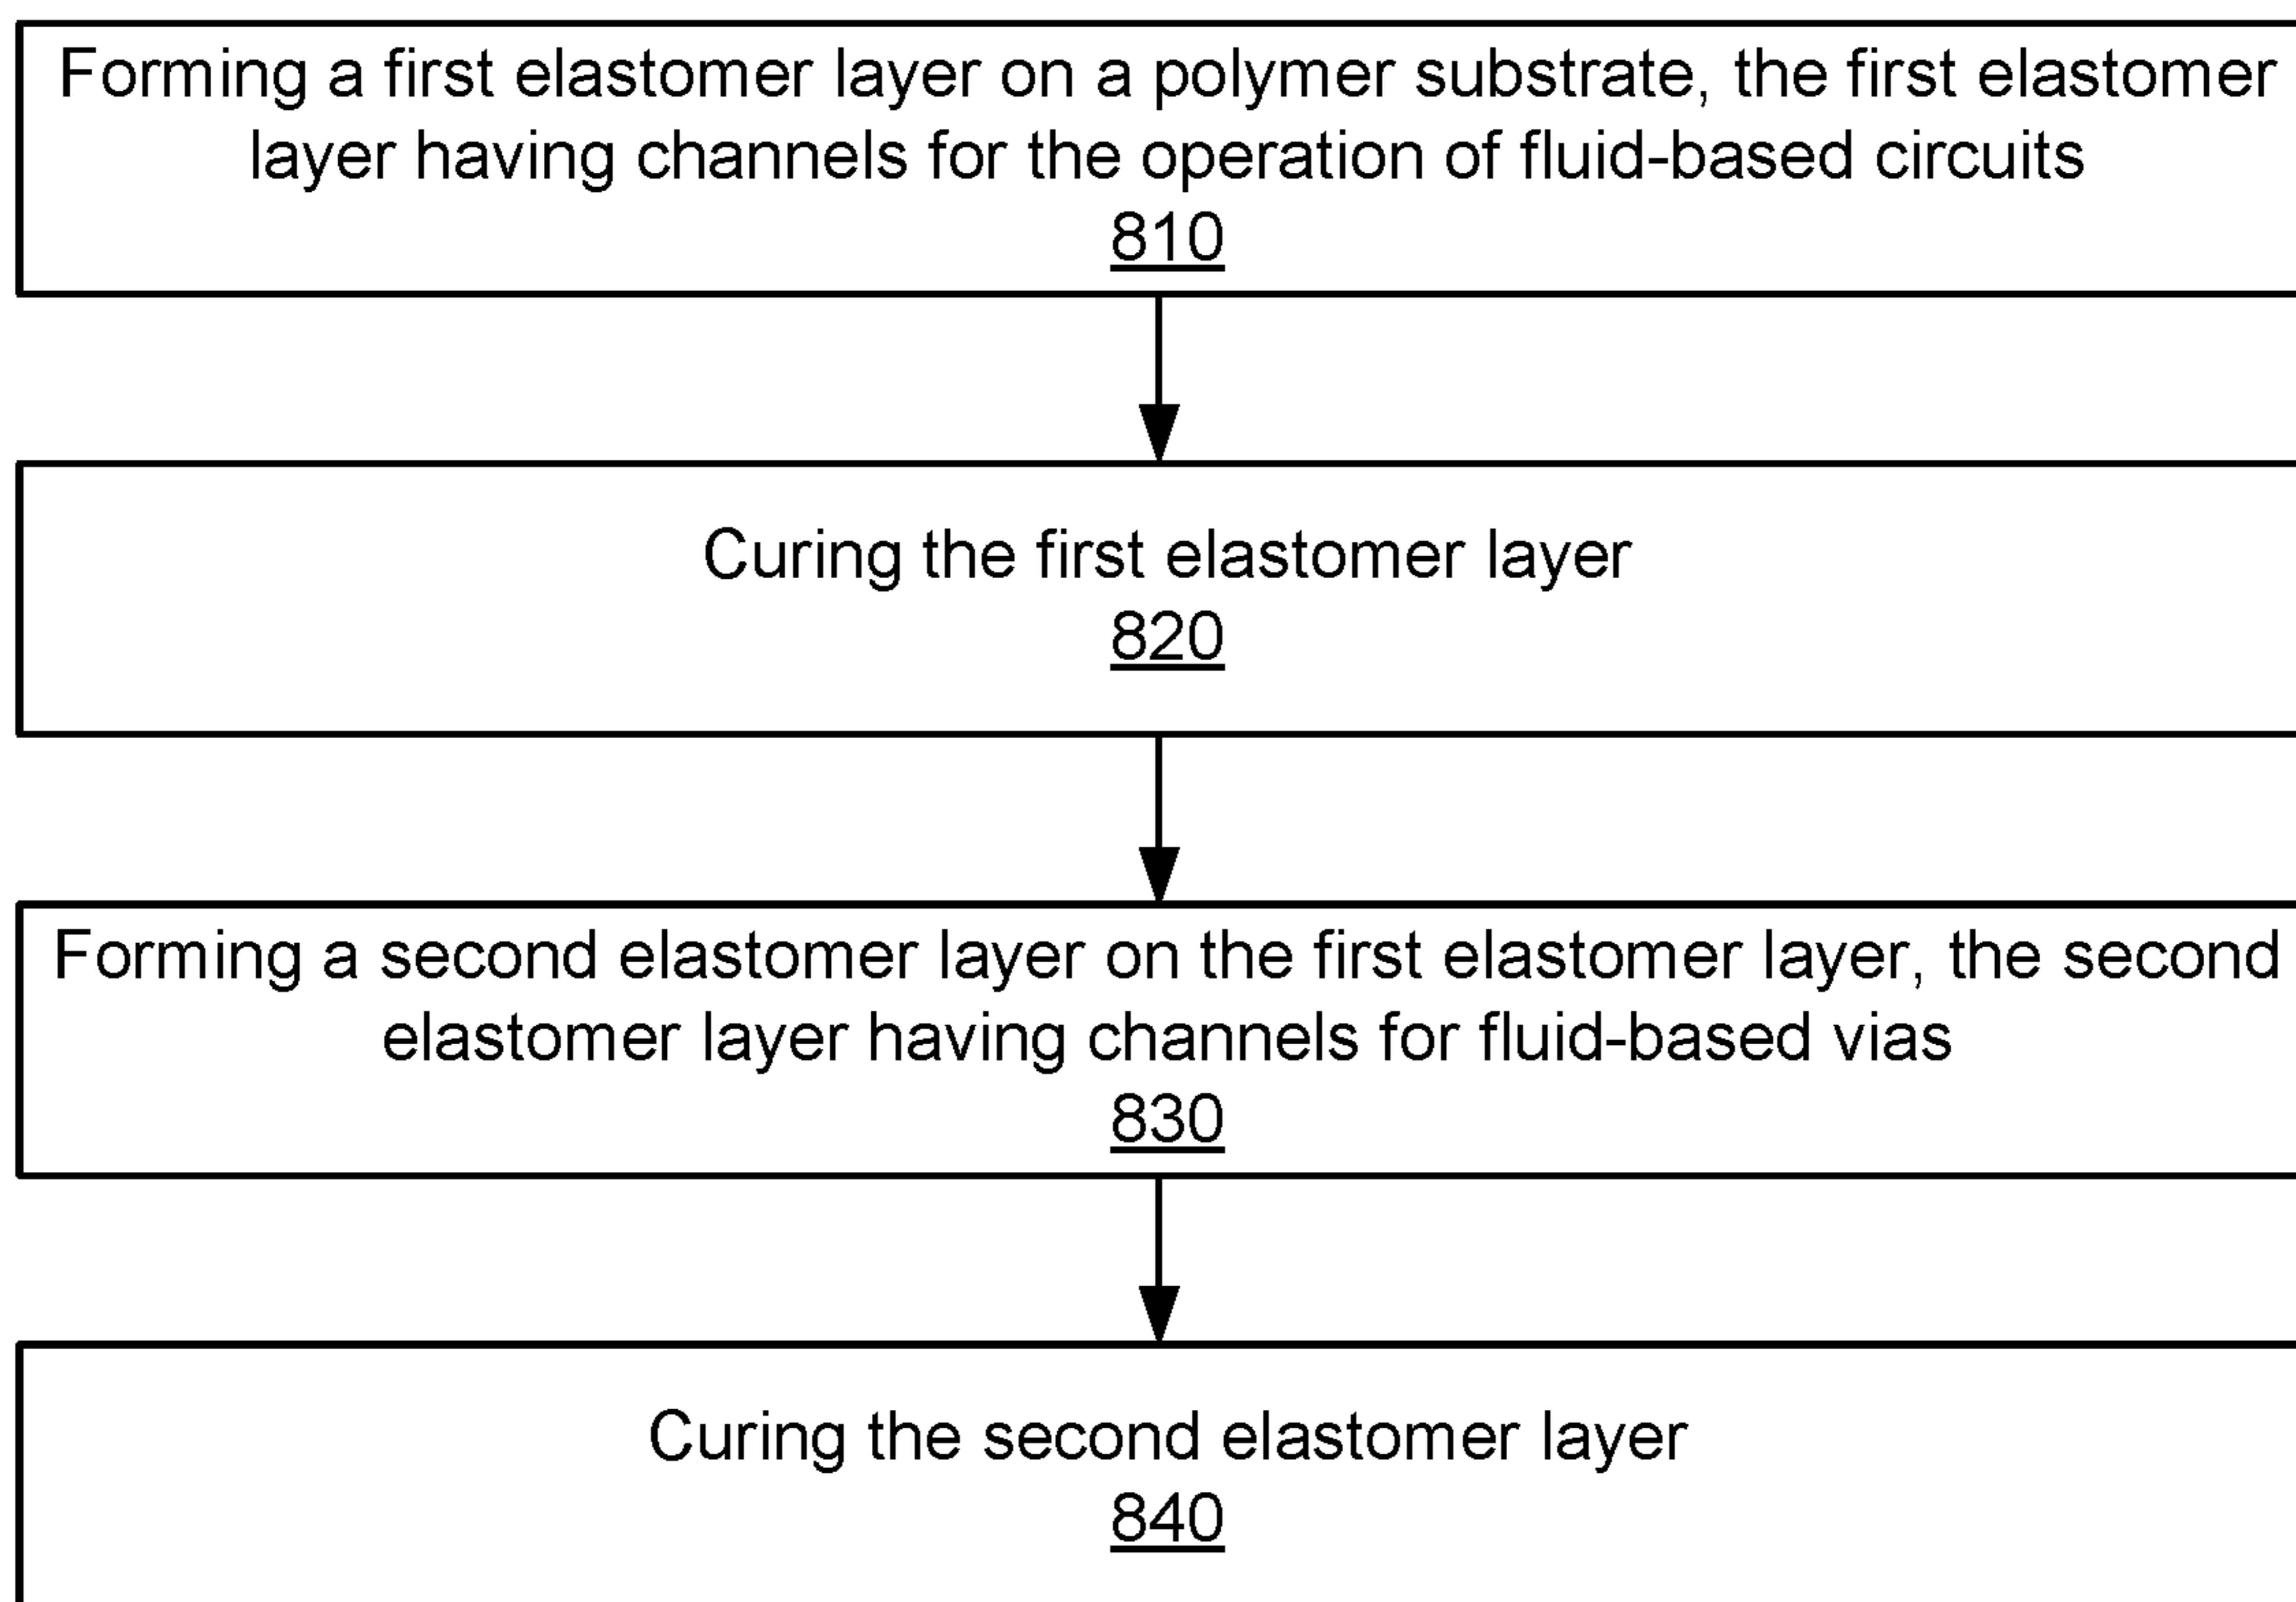 Forming a first elastomer layer on a polymer substrate, the first elastomer
layer having channels for the operation of fluid-based circuits
810
Curing the first elastomer layer
820
Forming a second elastomer layer on the first elastomer layer, the second
elastomer layer having channels for fluid-based vias
830
Curing the second elastomer layer
840